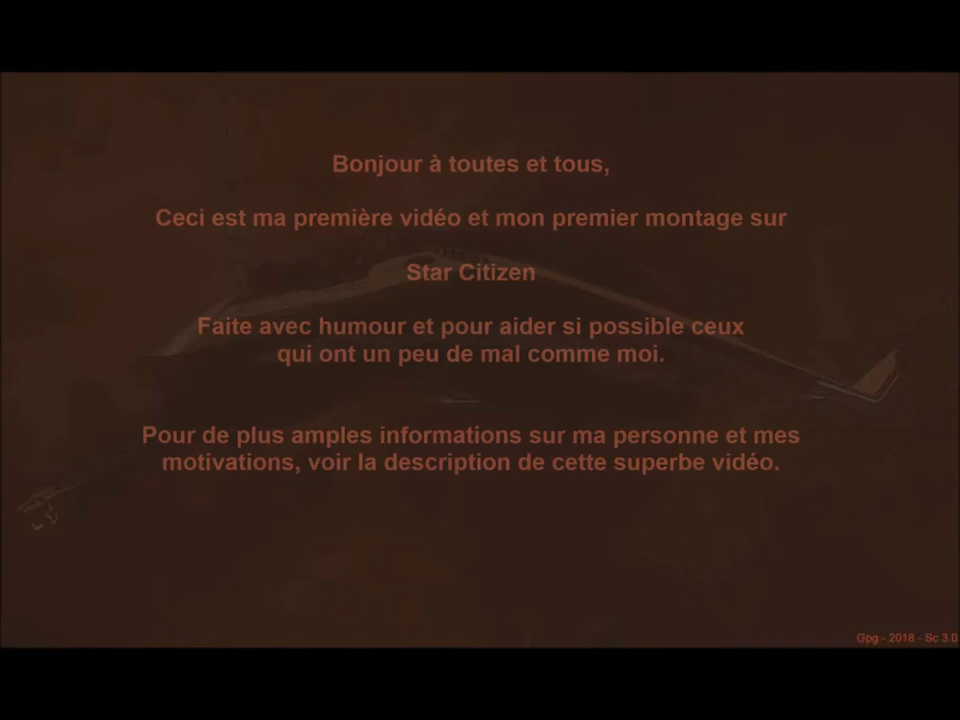 Bonjour à toutes et tous,
Ceci est ma première vidéo et mon premier montage sur
Star Citizen
Faite avec humour et pour aider si possible ceux
qui ont un peu de mal comme moi.
Pour de plus amples informations sur ma personne et mes
motivations, voir la description de cette superbe vidéo.
Gpg - 2018 - Sc 3.0